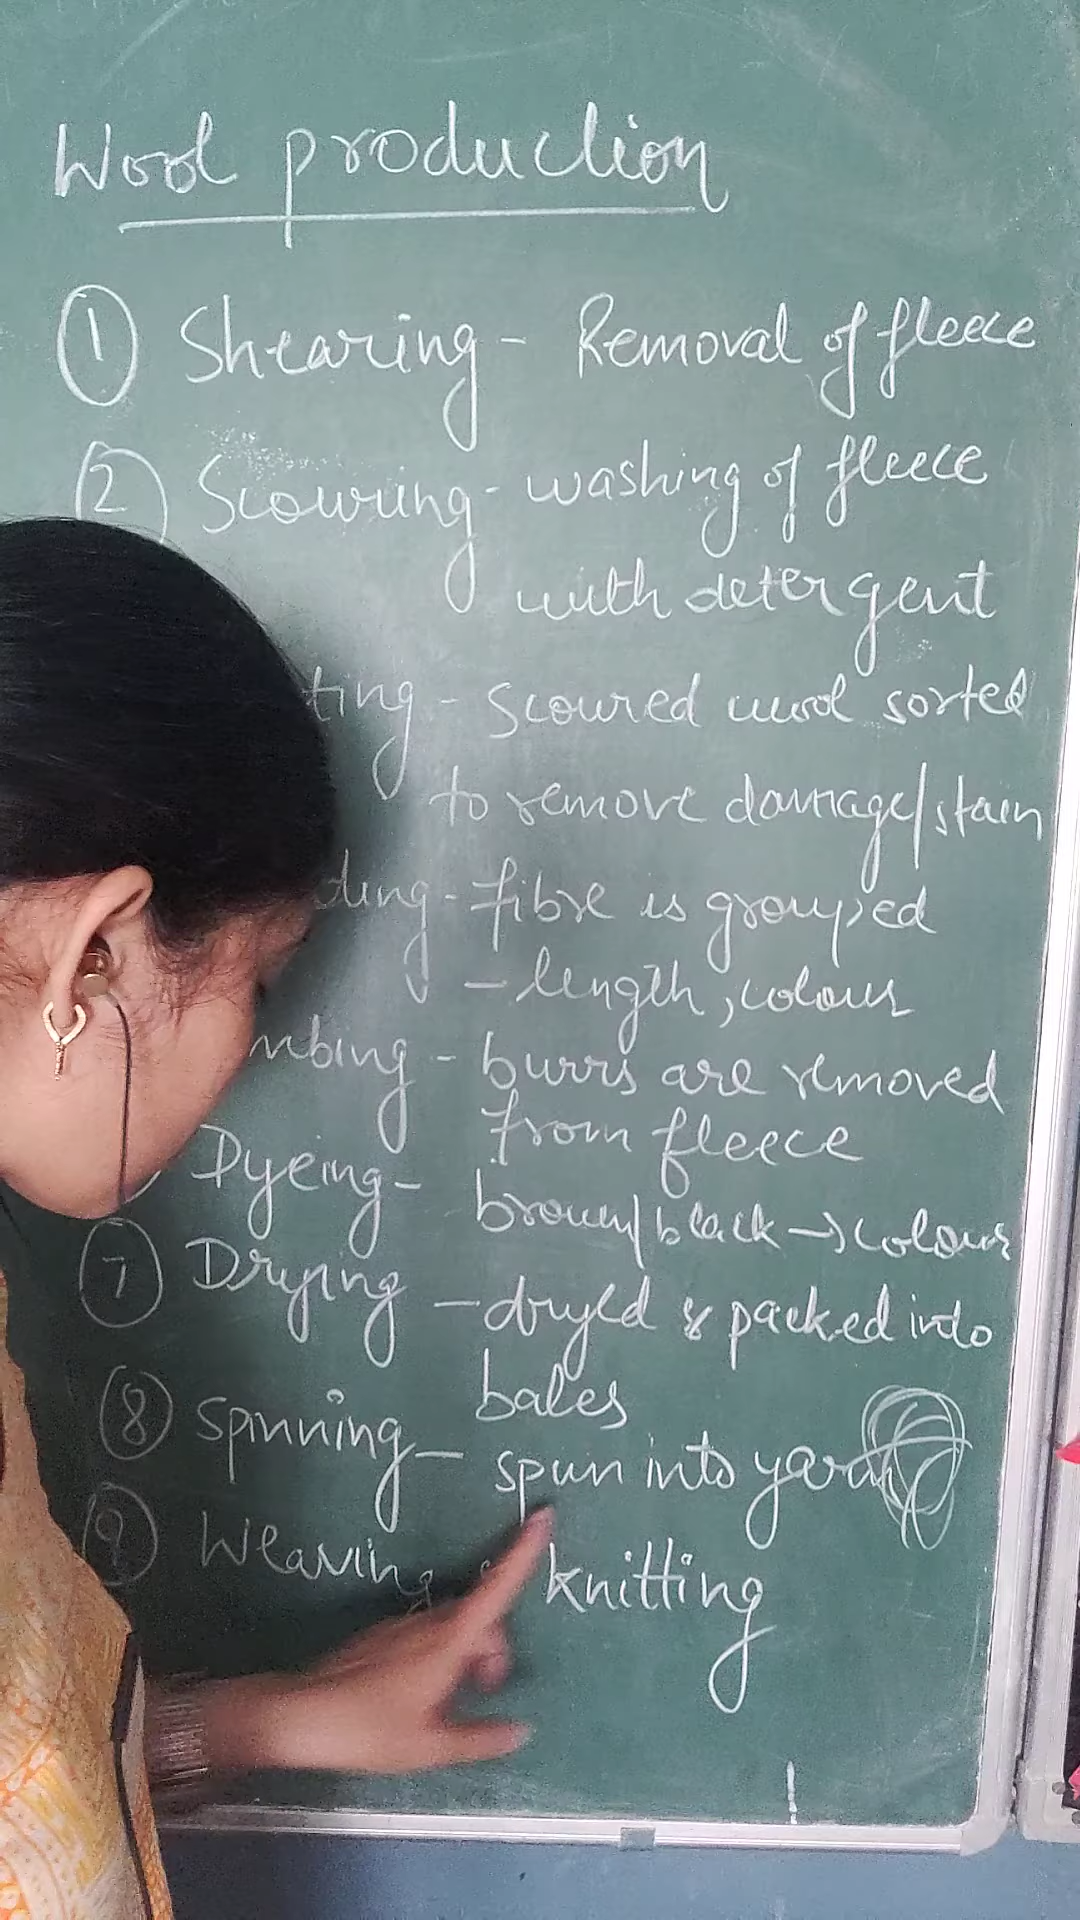 Wool production
① Shearing - Removal of fleece
② Scouring - washing of fleece
with detergent
ting - scoured wool sorted
to remove damage/stain
ding - fibre is grouped
- length, colour
mbing - burrs are removed
from fleece
Dyeing - brown/black → colour
⑦ Drying - dryed & packed into
bales
⑧ Spinning - spun into yarn
⑨ Weaving knitting